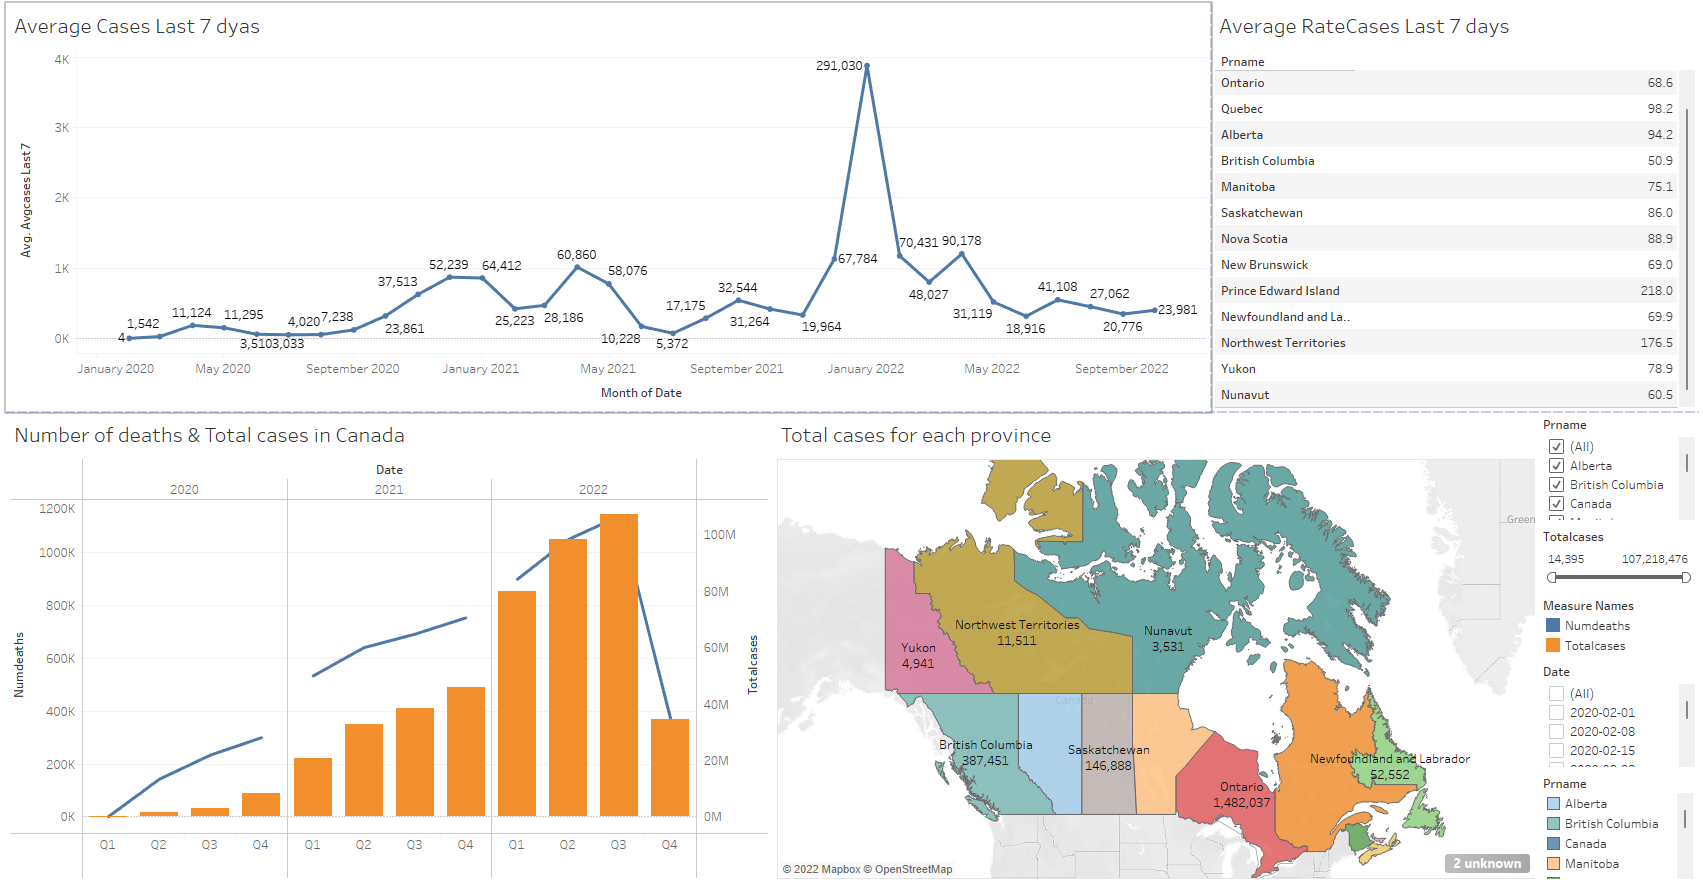 Average Cases Last 7 dyas
Avg. Avgcases Last 7
4K
3K
2K
1K
0K
4
1,542
11,124
11,295
3,510
3,033
4,020
7,238
23,861
37,513
52,239
64,412
25,223
28,186
60,860
58,076
10,228
5,372
17,175
32,544
31,264
19,964
67,784
291,030
70,431
48,027
90,178
31,119
18,916
41,108
27,062
20,776
23,981
January 2020
May 2020
September 2020
January 2021
May 2021
September 2021
January 2022
May 2022
September 2022
Month of Date
Average RateCases Last 7 days
Prname
Ontario 68.6
Quebec 98.2
Alberta 94.2
British Columbia 50.9
Manitoba 75.1
Saskatchewan 86.0
Nova Scotia 88.9
New Brunswick 69.0
Prince Edward Island 218.0
Newfoundland and La.. 69.9
Northwest Territories 176.5
Yukon 78.9
Nunavut 60.5
Number of deaths & Total cases in Canada
Date
2020 2021 2022
Numdeaths
1200K
1000K
800K
600K
400K
200K
0K
100M
80M
60M
40M
20M
0M
Totalcases
Q1 Q2 Q3 Q4 Q1 Q2 Q3 Q4 Q1 Q2 Q3 Q4
Total cases for each province
Green
Northwest Territories
11,511
Nunavut
3,531
Yukon
4,941
Canada
British Columbia
387,451
Saskatchewan
146,888
Ontario
1,482,037
Newfoundland and Labrador
52,552
© 2022 Mapbox © OpenStreetMap
2 unknown
Prname
(All)
Alberta
British Columbia
Canada
Totalcases
14,395 107,218,476
Measure Names
Numdeaths
Totalcases
Date
(All)
2020-02-01
2020-02-08
2020-02-15
Prname
Alberta
British Columbia
Canada
Manitoba